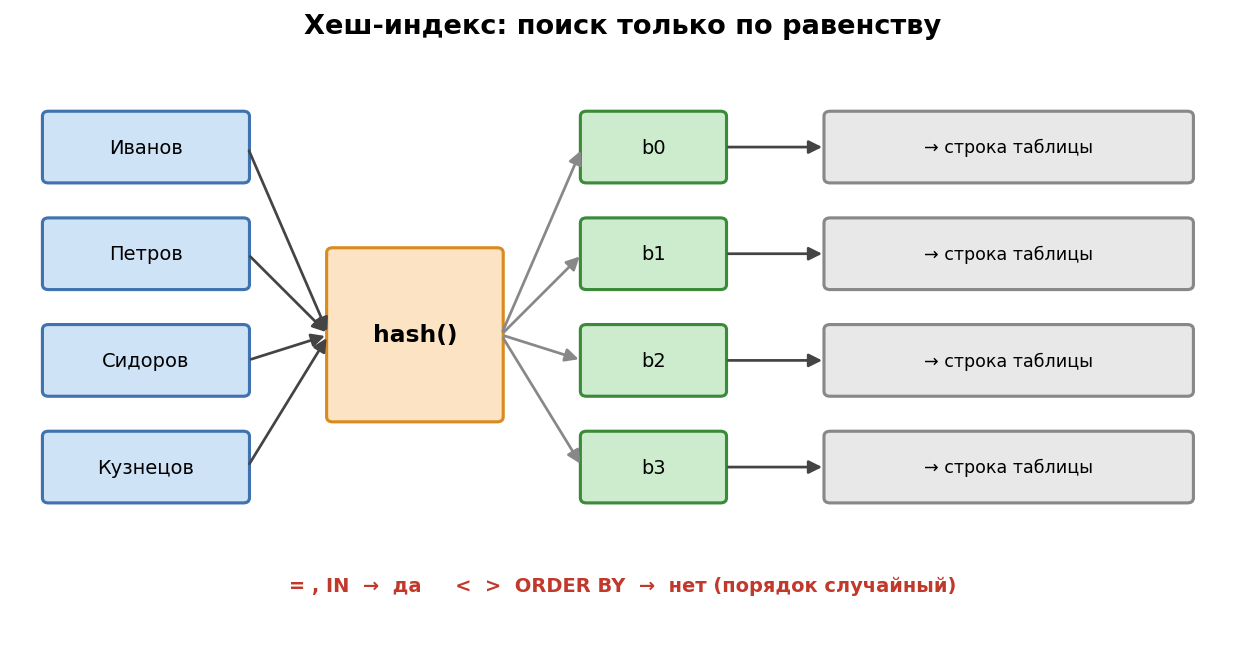 Хеш-индекс: поиск только по равенству
Иванов
b0
→ строка таблицы
Петров
b1
→ строка таблицы
hash()
Сидоров
b2
→ строка таблицы
Кузнецов
b3
→ строка таблицы
= , IN → да < > ORDER BY → нет (порядок случайный)